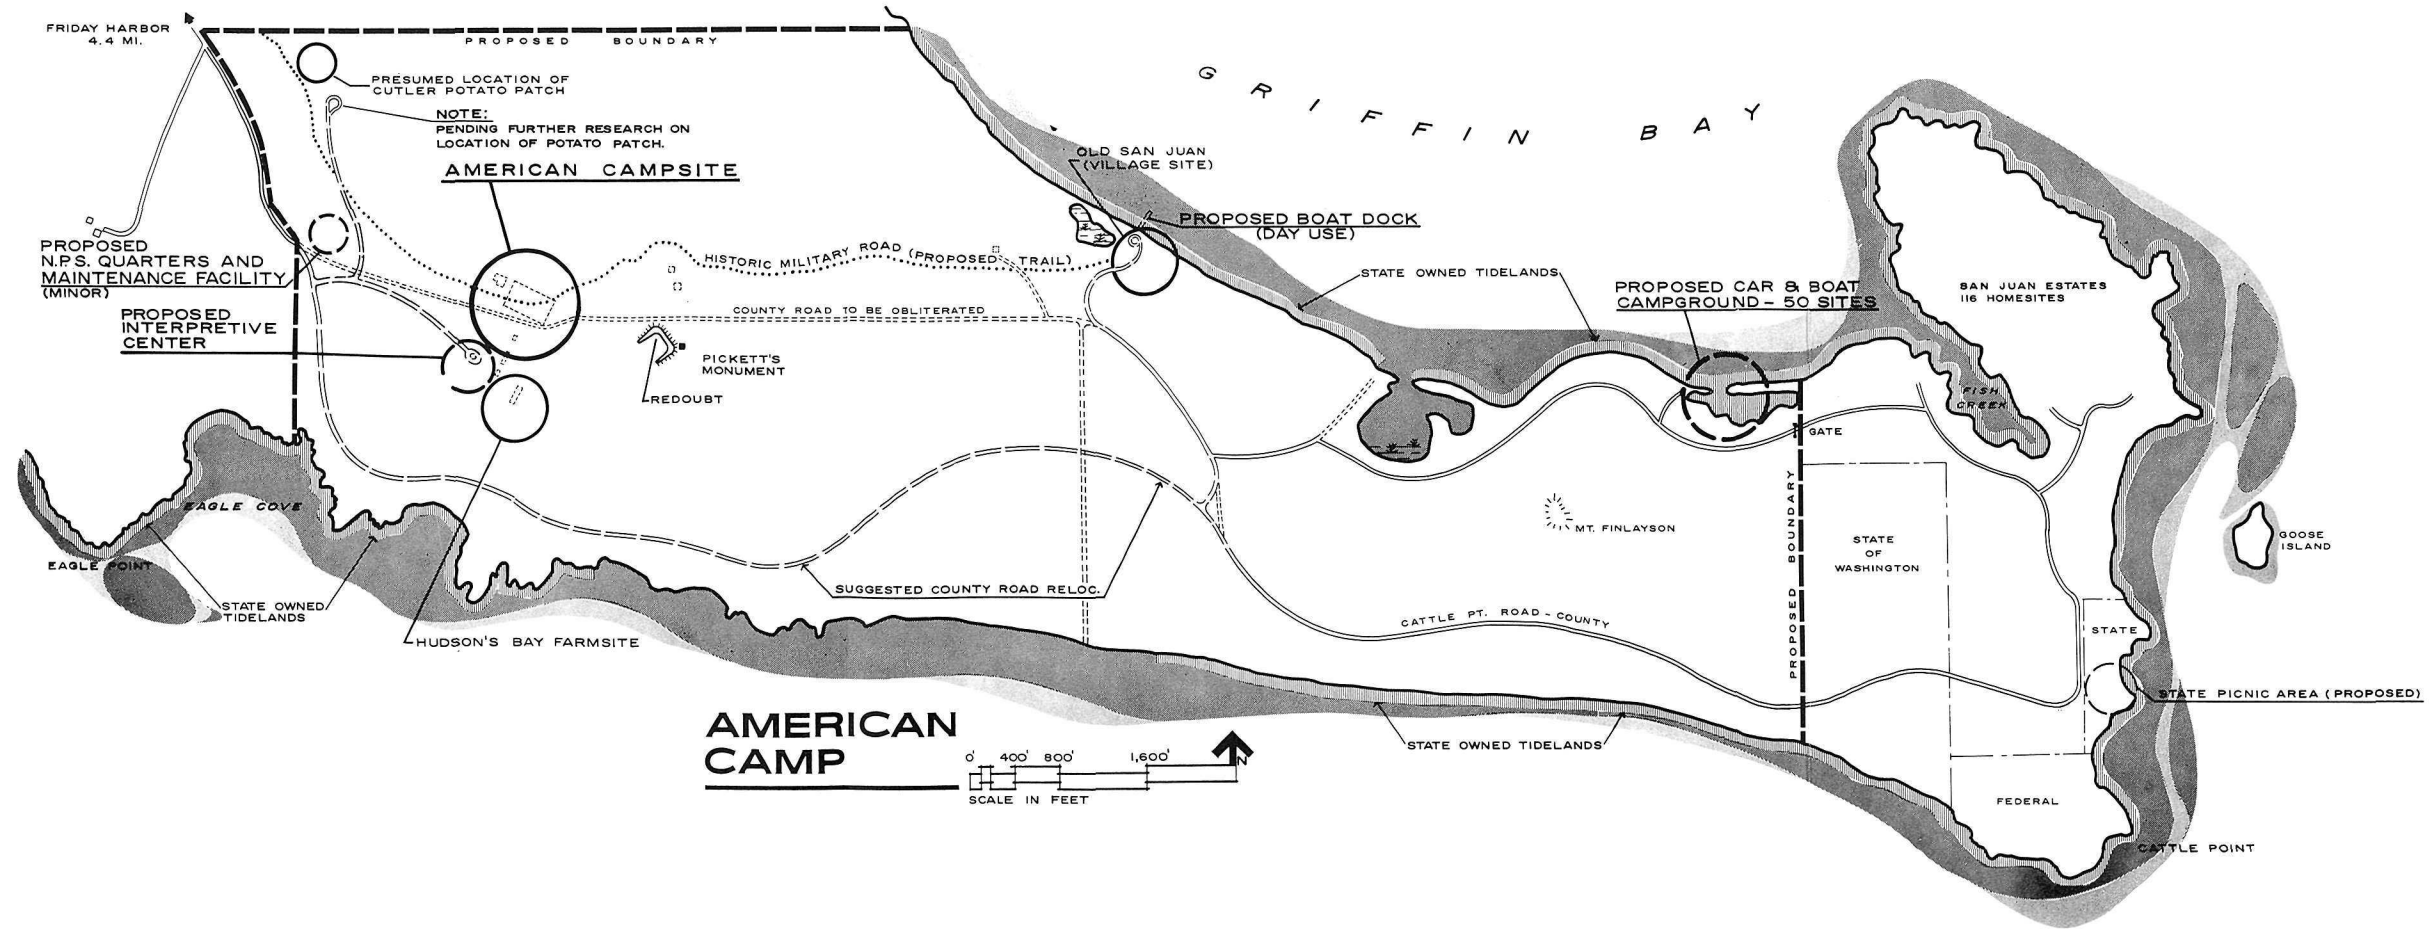 FRIDAY HARBOR
4.4 MI.
PROPOSED BOUNDARY
PRESUMED LOCATION OF
CUTLER POTATO PATCH
NOTE:
PENDING FURTHER RESEARCH ON
LOCATION OF POTATO PATCH.
AMERICAN CAMPSITE
GRIFFIN BAY
OLD SAN JUAN
(VILLAGE SITE)
PROPOSED BOAT DOCK
(DAY USE)
PROPOSED
N.P.S. QUARTERS AND
MAINTENANCE FACILITY
(MINOR)
HISTORIC MILITARY ROAD (PROPOSED TRAIL)
STATE OWNED TIDELANDS
PROPOSED CAR & BOAT
CAMPGROUND - 50 SITES
SAN JUAN ESTATES
116 HOMESITES
PROPOSED
INTERPRETIVE
CENTER
COUNTY ROAD TO BE OBLITERATED
PICKETT'S
MONUMENT
REDOUBT
FISH
CREEK
GATE
EAGLE COVE
EAGLE POINT
MT. FINLAYSON
PROPOSED BOUNDARY
STATE
OF
WASHINGTON
GOOSE
ISLAND
STATE OWNED
TIDELANDS
SUGGESTED COUNTY ROAD RELOC.
CATTLE PT. ROAD - COUNTY
STATE
HUDSON'S BAY FARMSITE
STATE PICNIC AREA (PROPOSED)
AMERICAN
CAMP
0' 400' 800' 1,600'
N
SCALE IN FEET
STATE OWNED TIDELANDS
FEDERAL
CATTLE POINT